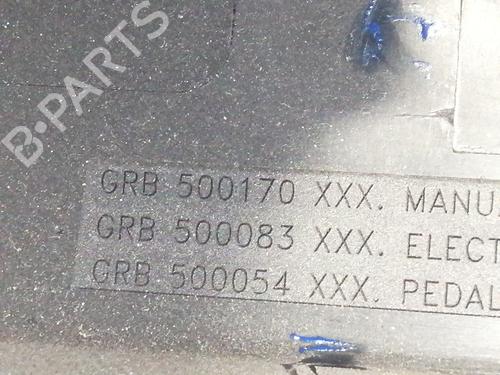 B-PARTS
GRB 500170 XXX. MANU
GRB 500083 XXX. ELECT
GRB 500054 XXX. PEDAL